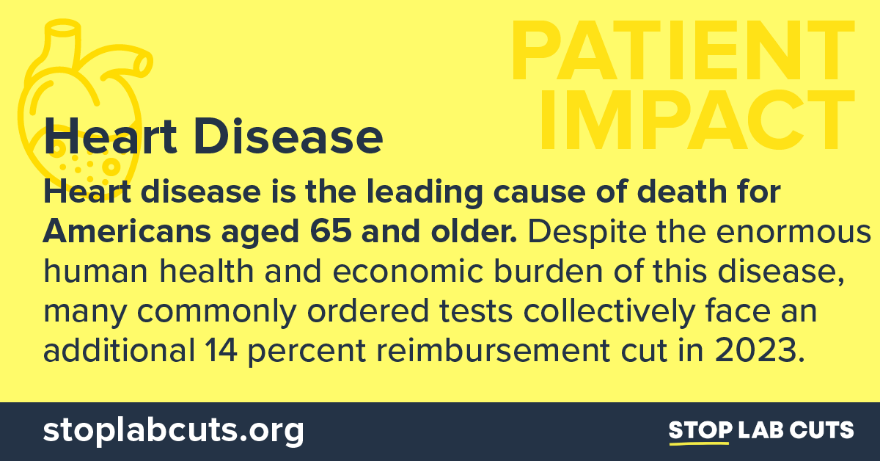 PATIENT
IMPACT
Heart Disease
Heart disease is the leading cause of death for
Americans aged 65 and older. Despite the enormous
human health and economic burden of this disease,
many commonly ordered tests collectively face an
additional 14 percent reimbursement cut in 2023.
stoplabcuts.org
STOP LAB CUTS